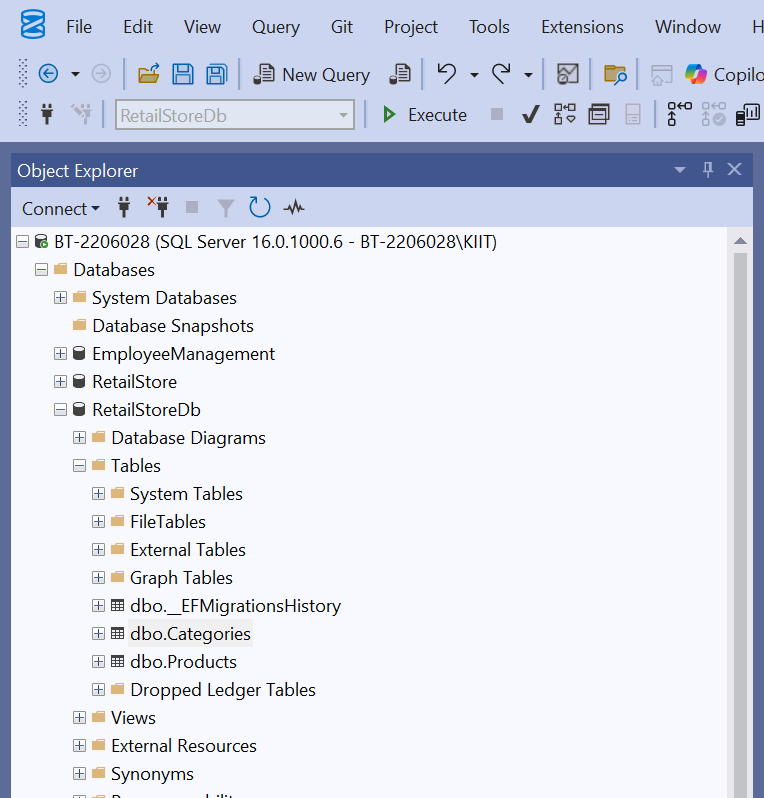 File Edit View Query Git Project Tools Extensions Window H
New Query Copilo
RetailStoreDb Execute
Object Explorer
Connect
BT-2206028 (SQL Server 16.0.1000.6 - BT-2206028\KIIT)
Databases
System Databases
Database Snapshots
EmployeeManagement
RetailStore
RetailStoreDb
Database Diagrams
Tables
System Tables
FileTables
External Tables
Graph Tables
dbo.__EFMigrationsHistory
dbo.Categories
dbo.Products
Dropped Ledger Tables
Views
External Resources
Synonyms